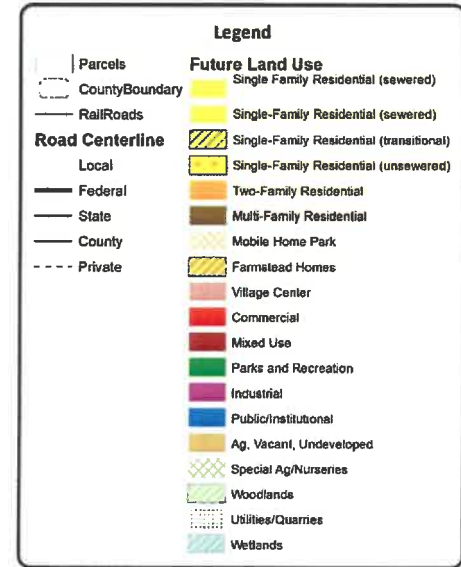 Legend
Parcels
CountyBoundary
RailRoads
Road Centerline
Local
Federal
State
County
Private
Future Land Use
Single Family Residential (sewered)
Single-Family Residential (sewered)
Single-Family Residential (transitional)
Single-Family Residential (unsewered)
Two-Family Residential
Multi-Family Residential
Mobile Home Park
Farmstead Homes
Village Center
Commercial
Mixed Use
Parks and Recreation
Industrial
Public/Institutional
Ag, Vacant, Undeveloped
Special Ag/Nurseries
Woodlands
Utilities/Quarries
Wetlands